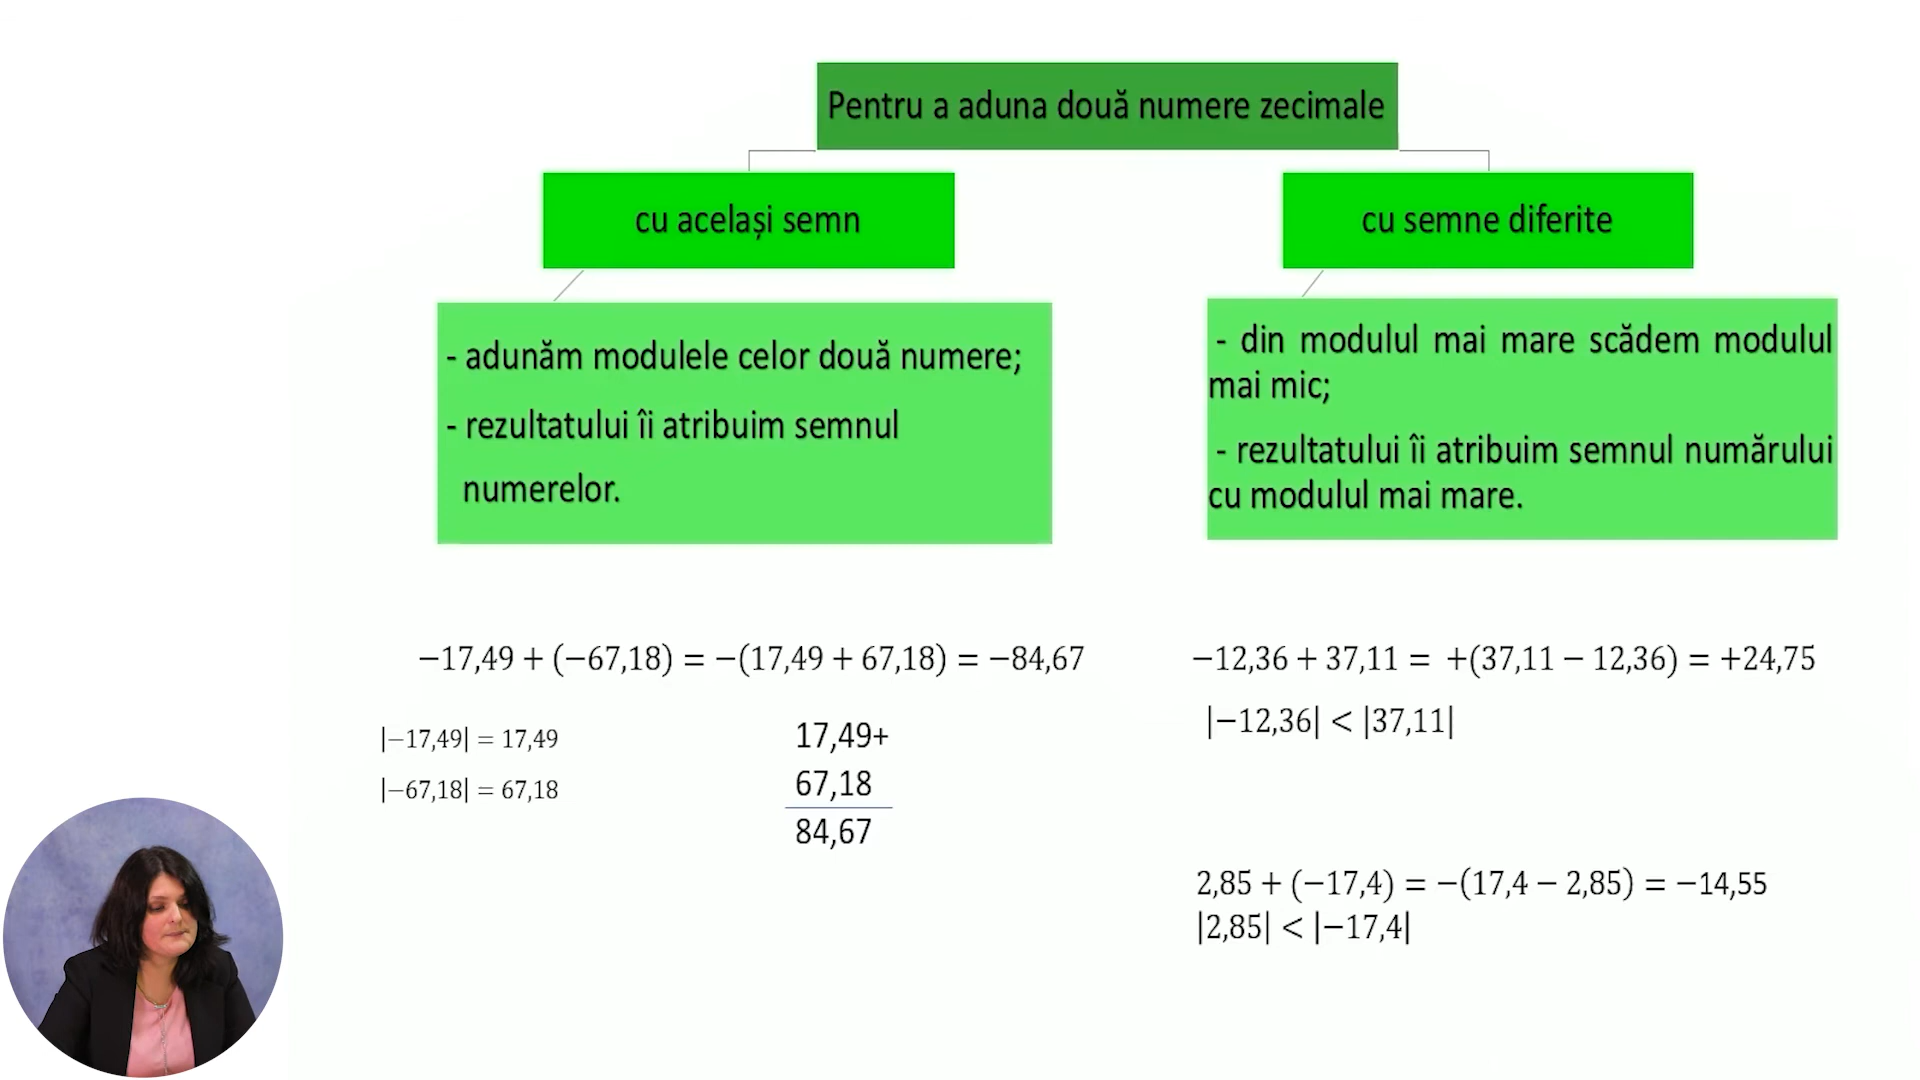 Pentru a aduna două numere zecimale
cu același semn
- adunăm modulele celor două numere;
- rezultatului îi atribuim semnul
numerelor.
−17,49 + (−67,18) = −(17,49 + 67,18) = −84,67
|−17,49| = 17,49
|−67,18| = 67,18
17,49+
67,18
84,67
cu semne diferite
- din modulul mai mare scădem modulul
mai mic;
- rezultatului îi atribuim semnul numărului
cu modulul mai mare.
−12,36 + 37,11 = +(37,11 − 12,36) = +24,75
|−12,36| < |37,11|
2,85 + (−17,4) = −(17,4 − 2,85) = −14,55
|2,85| < |−17,4|